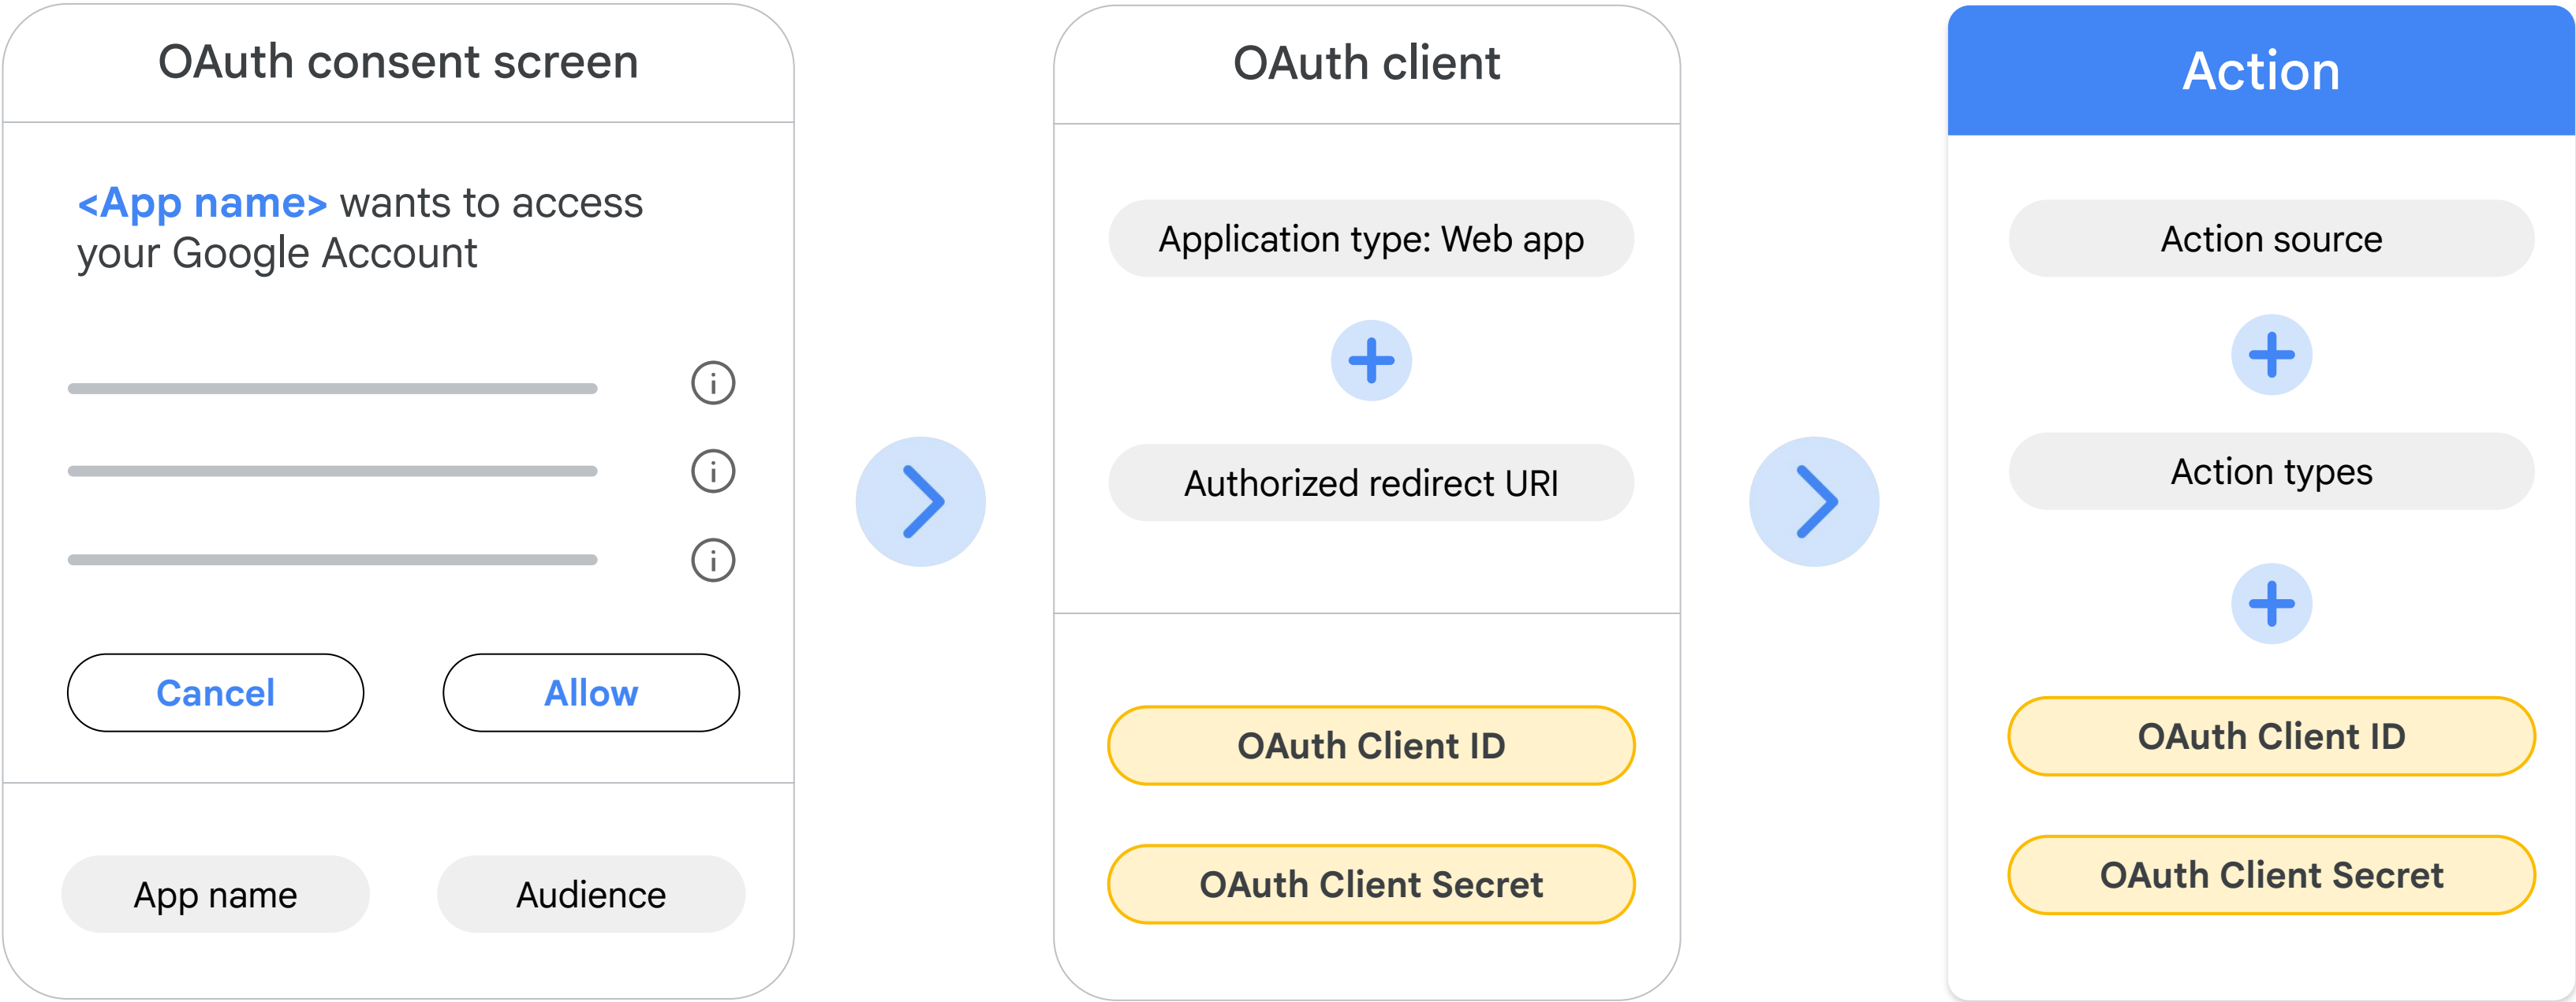 OAuth consent screen
<App name> wants to access
your Google Account
Cancel
Allow
App name
Audience
OAuth client
Application type: Web app
Authorized redirect URI
OAuth Client ID
OAuth Client Secret
Action
Action source
Action types
OAuth Client ID
OAuth Client Secret